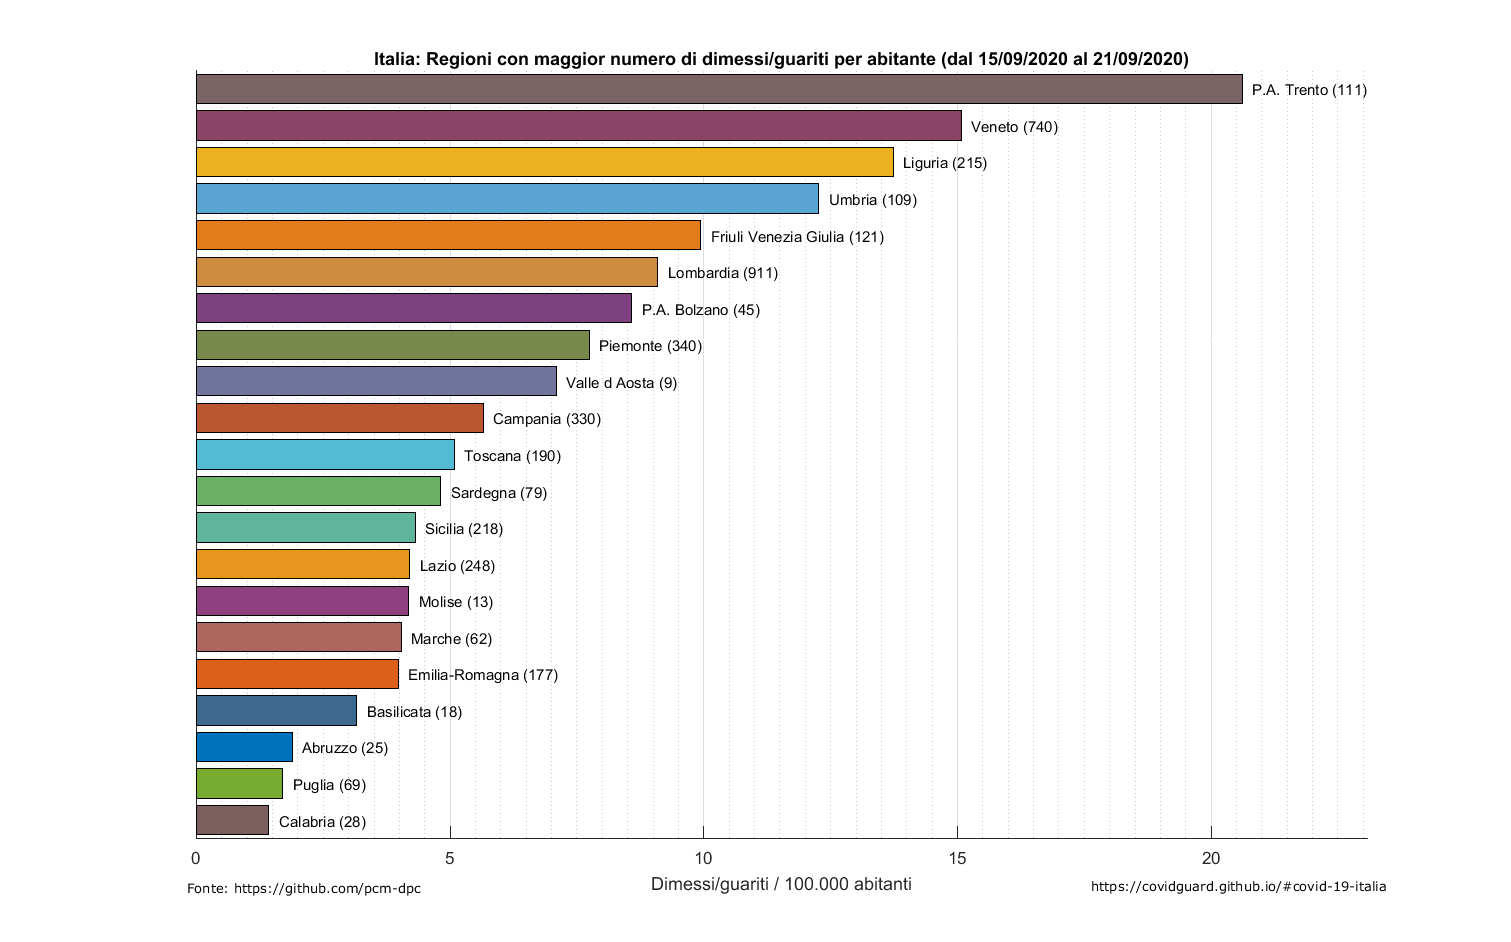 Italia: Regioni con maggior numero di dimessi/guariti per abitante (dal 15/09/2020 al 21/09/2020)
P.A. Trento (111)
Veneto (740)
Liguria (215)
Umbria (109)
Friuli Venezia Giulia (121)
Lombardia (911)
P.A. Bolzano (45)
Piemonte (340)
Valle d Aosta (9)
Campania (330)
Toscana (190)
Sardegna (79)
Sicilia (218)
Lazio (248)
Molise (13)
Marche (62)
Emilia-Romagna (177)
Basilicata (18)
Abruzzo (25)
Puglia (69)
Calabria (28)
0 5 10 15 20
Dimessi/guariti / 100.000 abitanti
Fonte: https://github.com/pcm-dpc
https://covidguard.github.io/#covid-19-italia